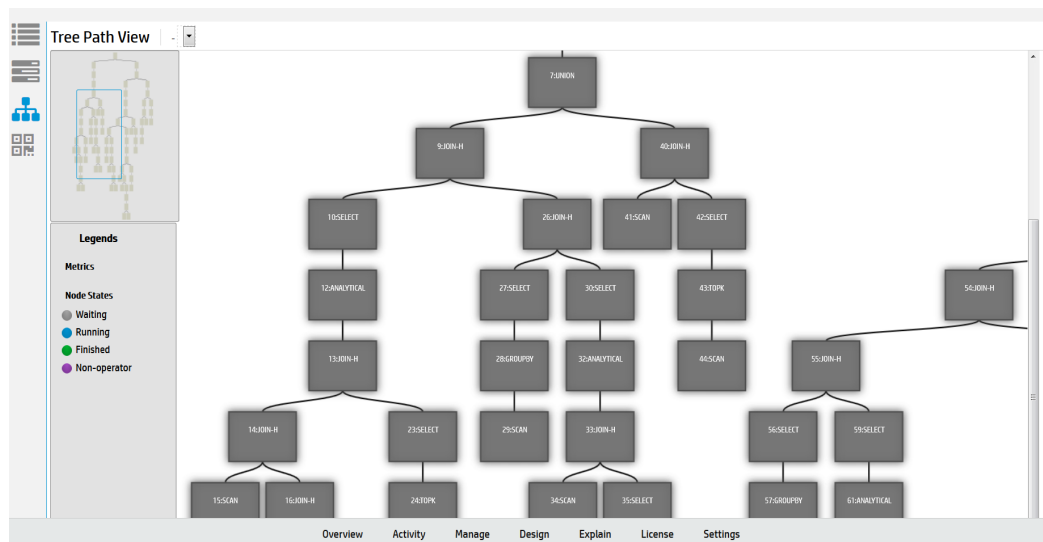 Tree Path View -
Legends
Metrics
Node States
Waiting
Running
Finished
Non-operator
7:UNION
9:JOIN-H
40:JOIN-H
10:SELECT
26:JOIN-H
41:SCAN
42:SELECT
12:ANALYTICAL
27:SELECT
30:SELECT
43:TOPK
54:JOIN-H
13:JOIN-H
28:GROUPBY
32:ANALYTICAL
44:SCAN
55:JOIN-H
14:JOIN-H
23:SELECT
29:SCAN
33:JOIN-H
56:SELECT
59:SELECT
15:SCAN
16:JOIN-H
24:TOPK
34:SCAN
35:SELECT
57:GROUPBY
61:ANALYTICAL
Overview Activity Manage Design Explain License Settings